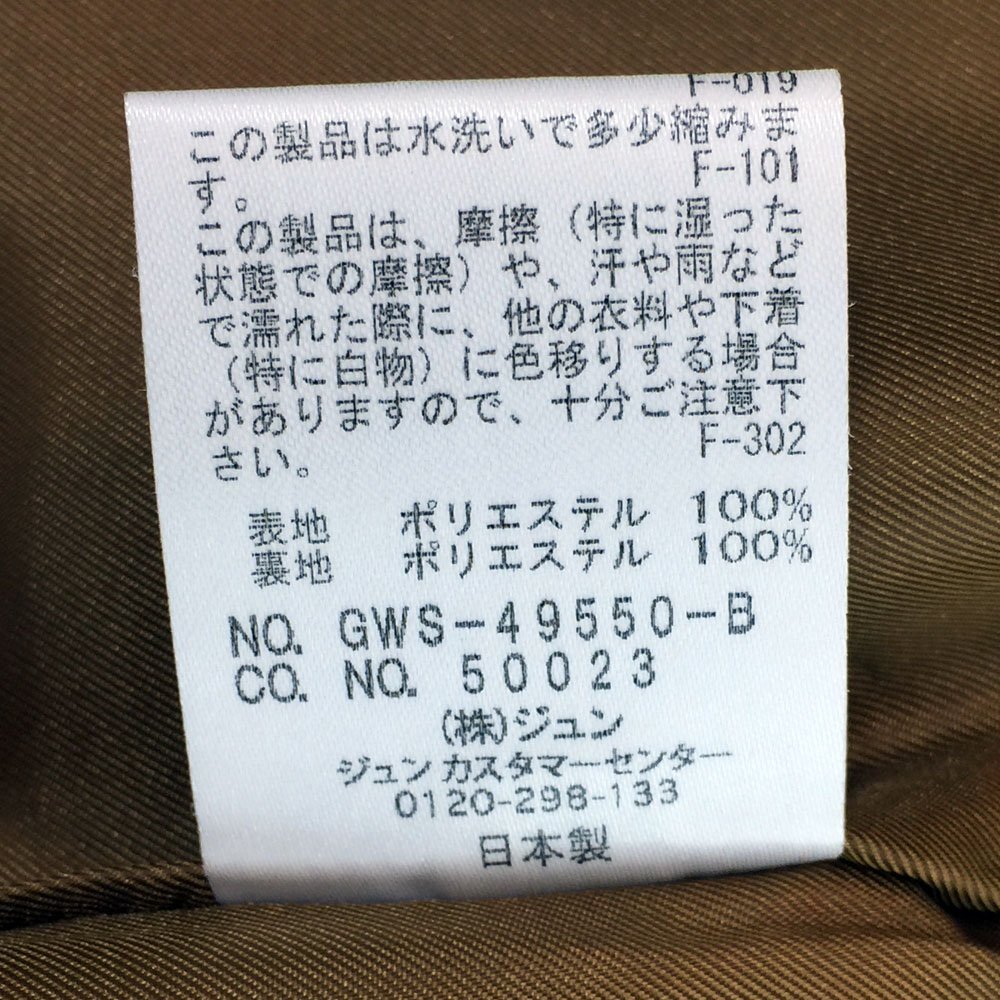 F-019
この製品は水洗いで多少縮みま
す。 F-101
この製品は、摩擦（特に湿った
状態での摩擦）や、汗や雨など
で濡れた際に、他の衣料や下着
（特に白物）に色移りする場合
がありますので、十分ご注意下
さい。 F-302
表地 ポリエステル 100%
裏地 ポリエステル 100%
NO. GWS-49550-B
CO. NO. 50023
(株)ジュン
ジュン カスタマーセンター
0120-298-133
日本製